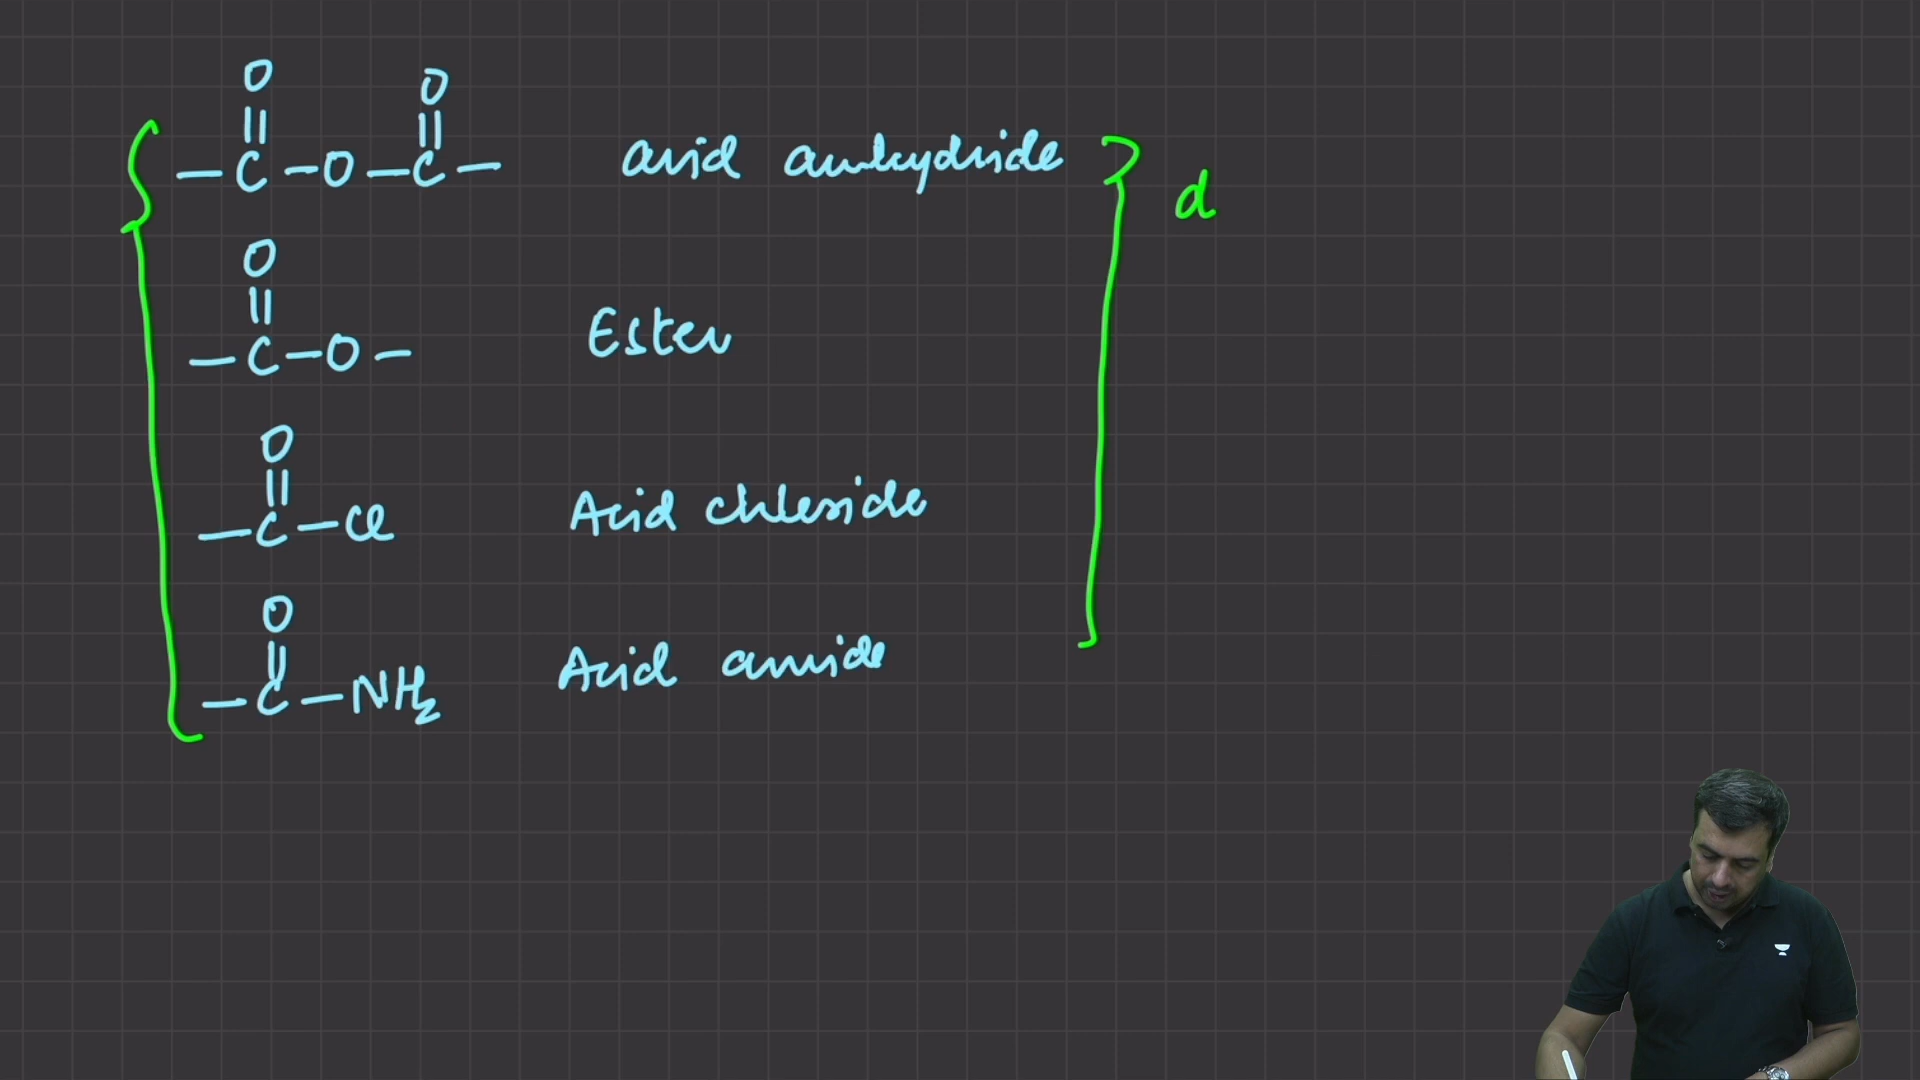 O O
|| ||
— C — O — C — acid anhydride d
O
||
— C — O — Ester
O
||
— C — Cl Acid chloride
O
||
— C — NH₂ Acid amide